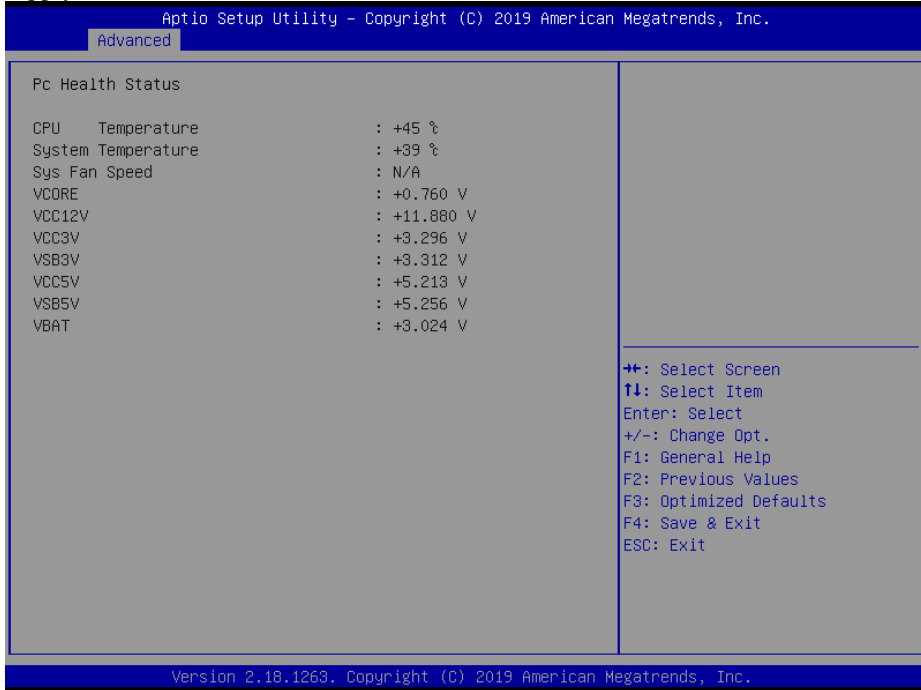 Aptio Setup Utility – Copyright (C) 2019 American Megatrends, Inc.
Advanced
Pc Health Status
CPU Temperature : +45 ℃
System Temperature : +39 ℃
Sys Fan Speed : N/A
VCORE : +0.760 V
VCC12V : +11.880 V
VCC3V : +3.296 V
VSB3V : +3.312 V
VCC5V : +5.213 V
VSB5V : +5.256 V
VBAT : +3.024 V
→←: Select Screen
↑↓: Select Item
Enter: Select
+/-: Change Opt.
F1: General Help
F2: Previous Values
F3: Optimized Defaults
F4: Save & Exit
ESC: Exit
Version 2.18.1263. Copyright (C) 2019 American Megatrends, Inc.